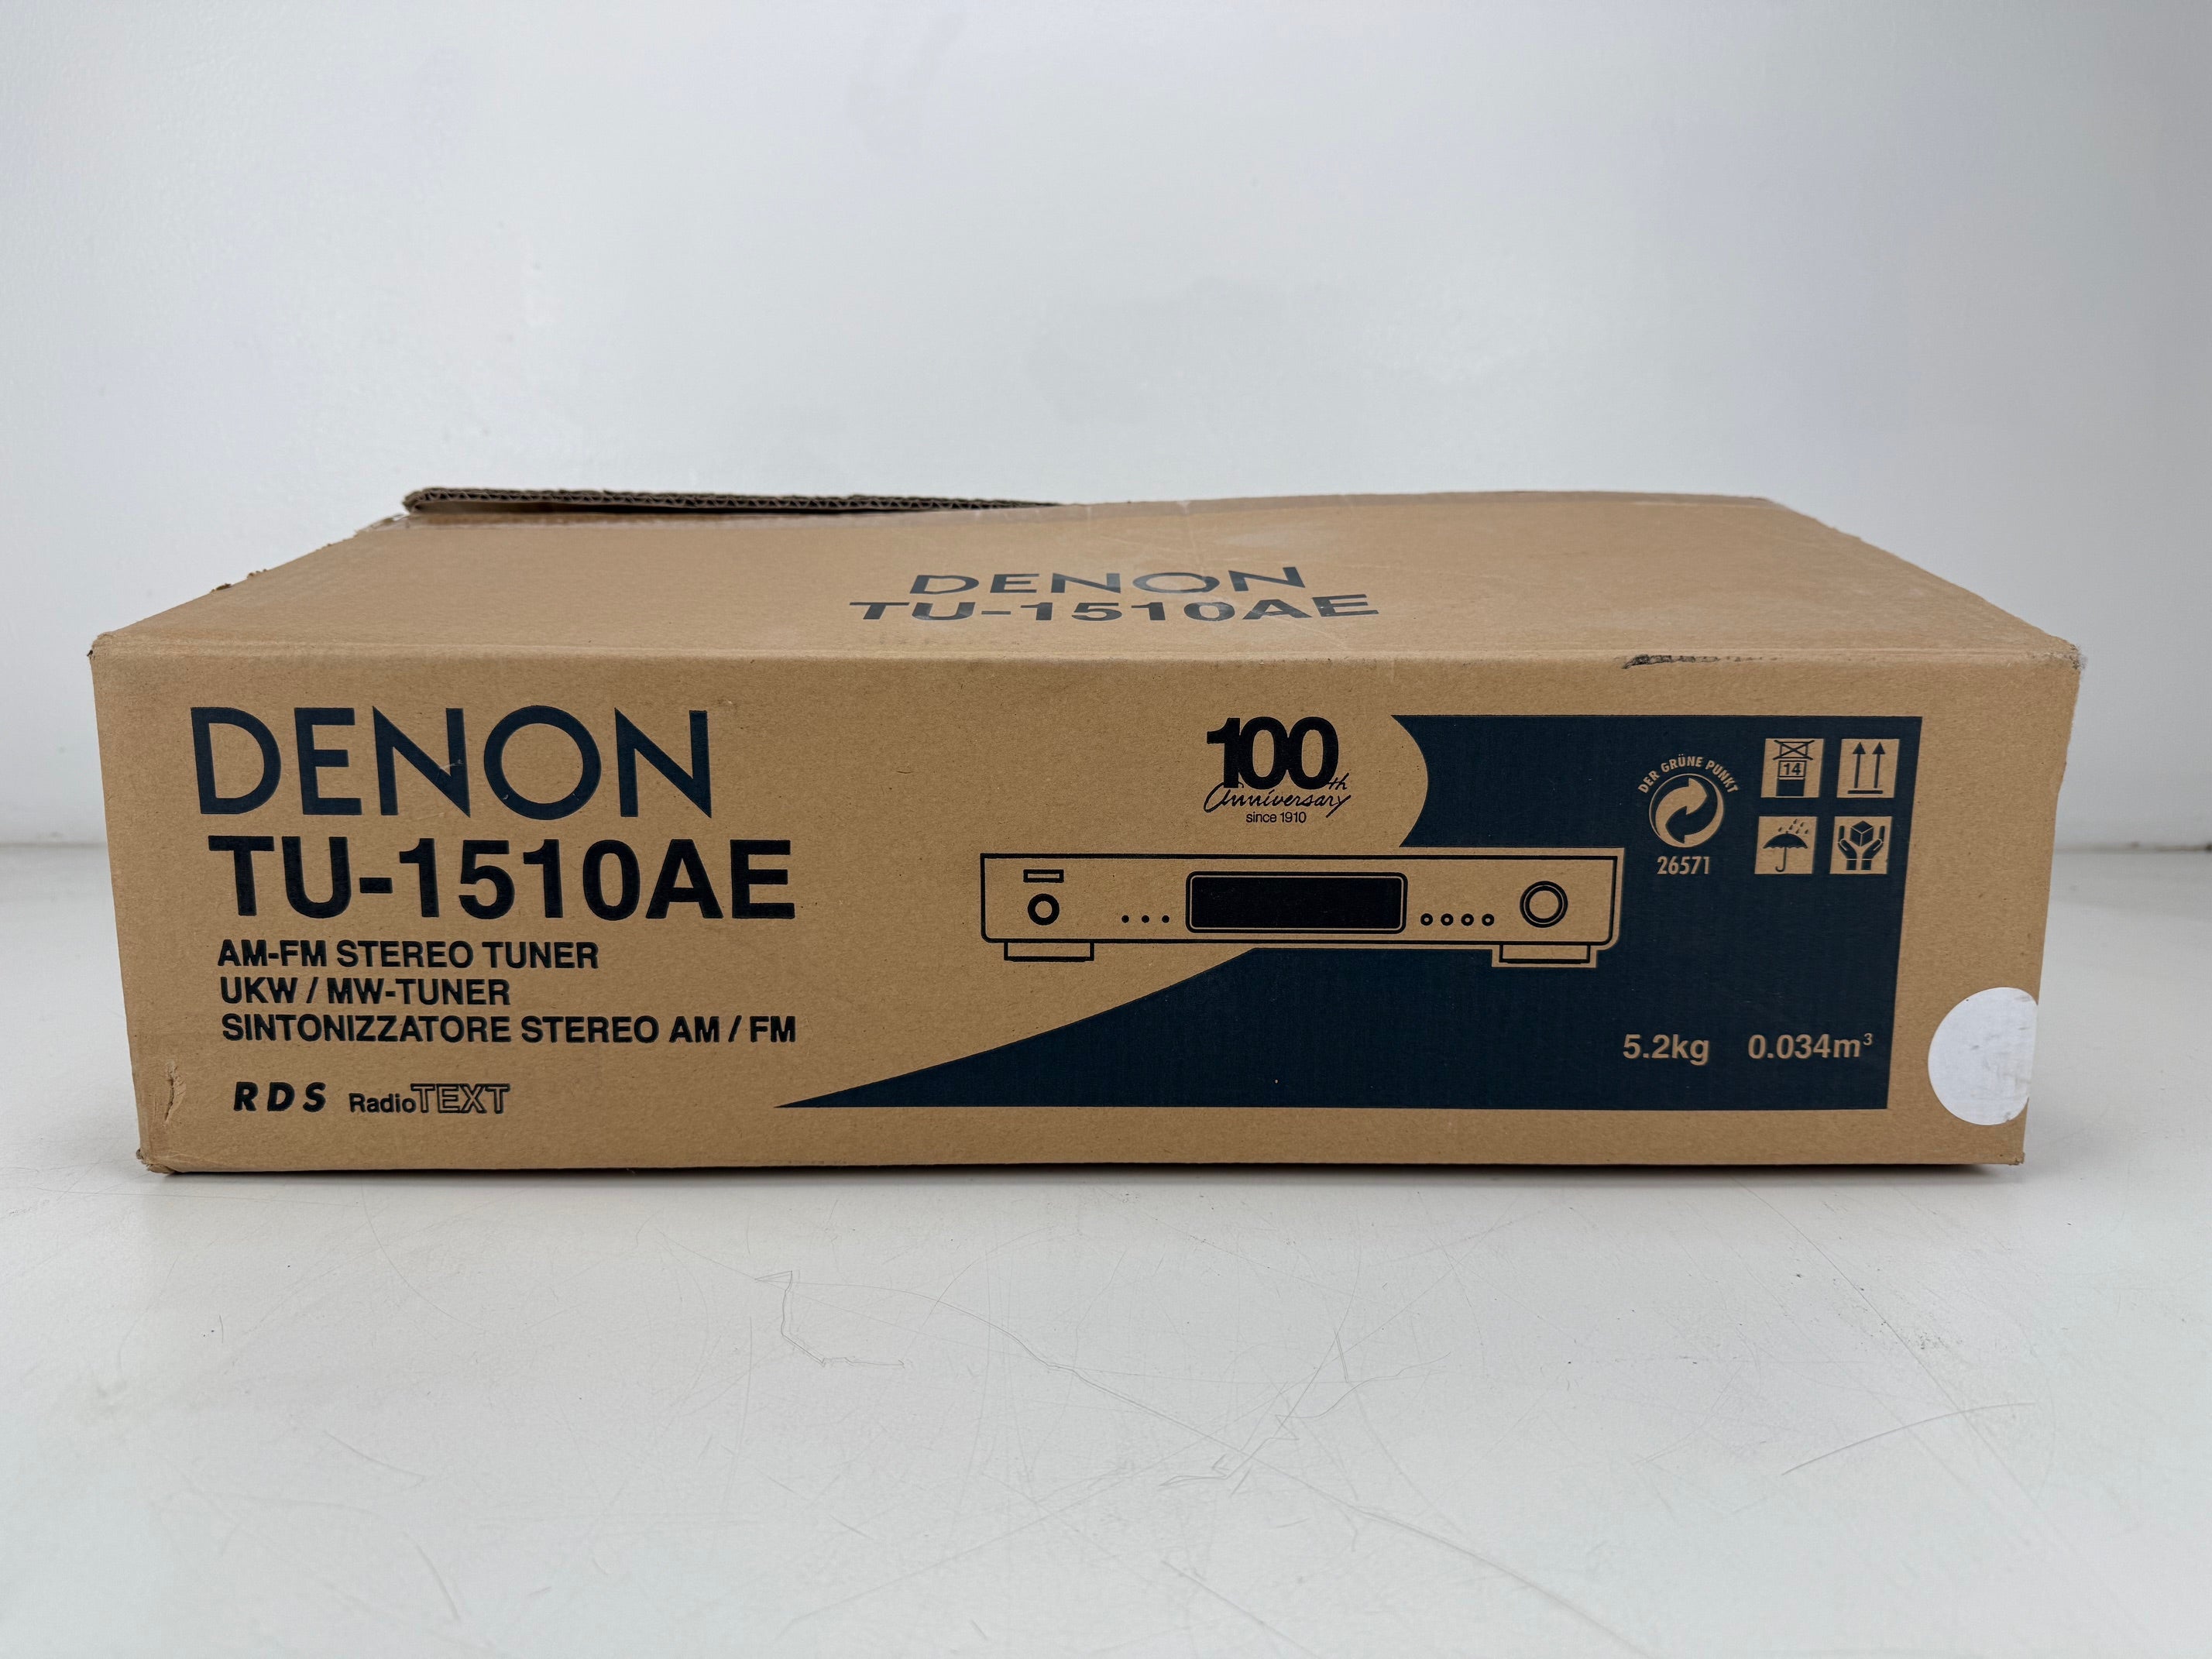 DENON
TU-1510AE
DENON
TU-1510AE
AM-FM STEREO TUNER
UKW / MW-TUNER
SINTONIZZATORE STEREO AM / FM
RDS RadioTEXT
100th
Anniversary
since 1910
DER GRÜNE PUNKT
26571
14
5.2kg 0.034m³